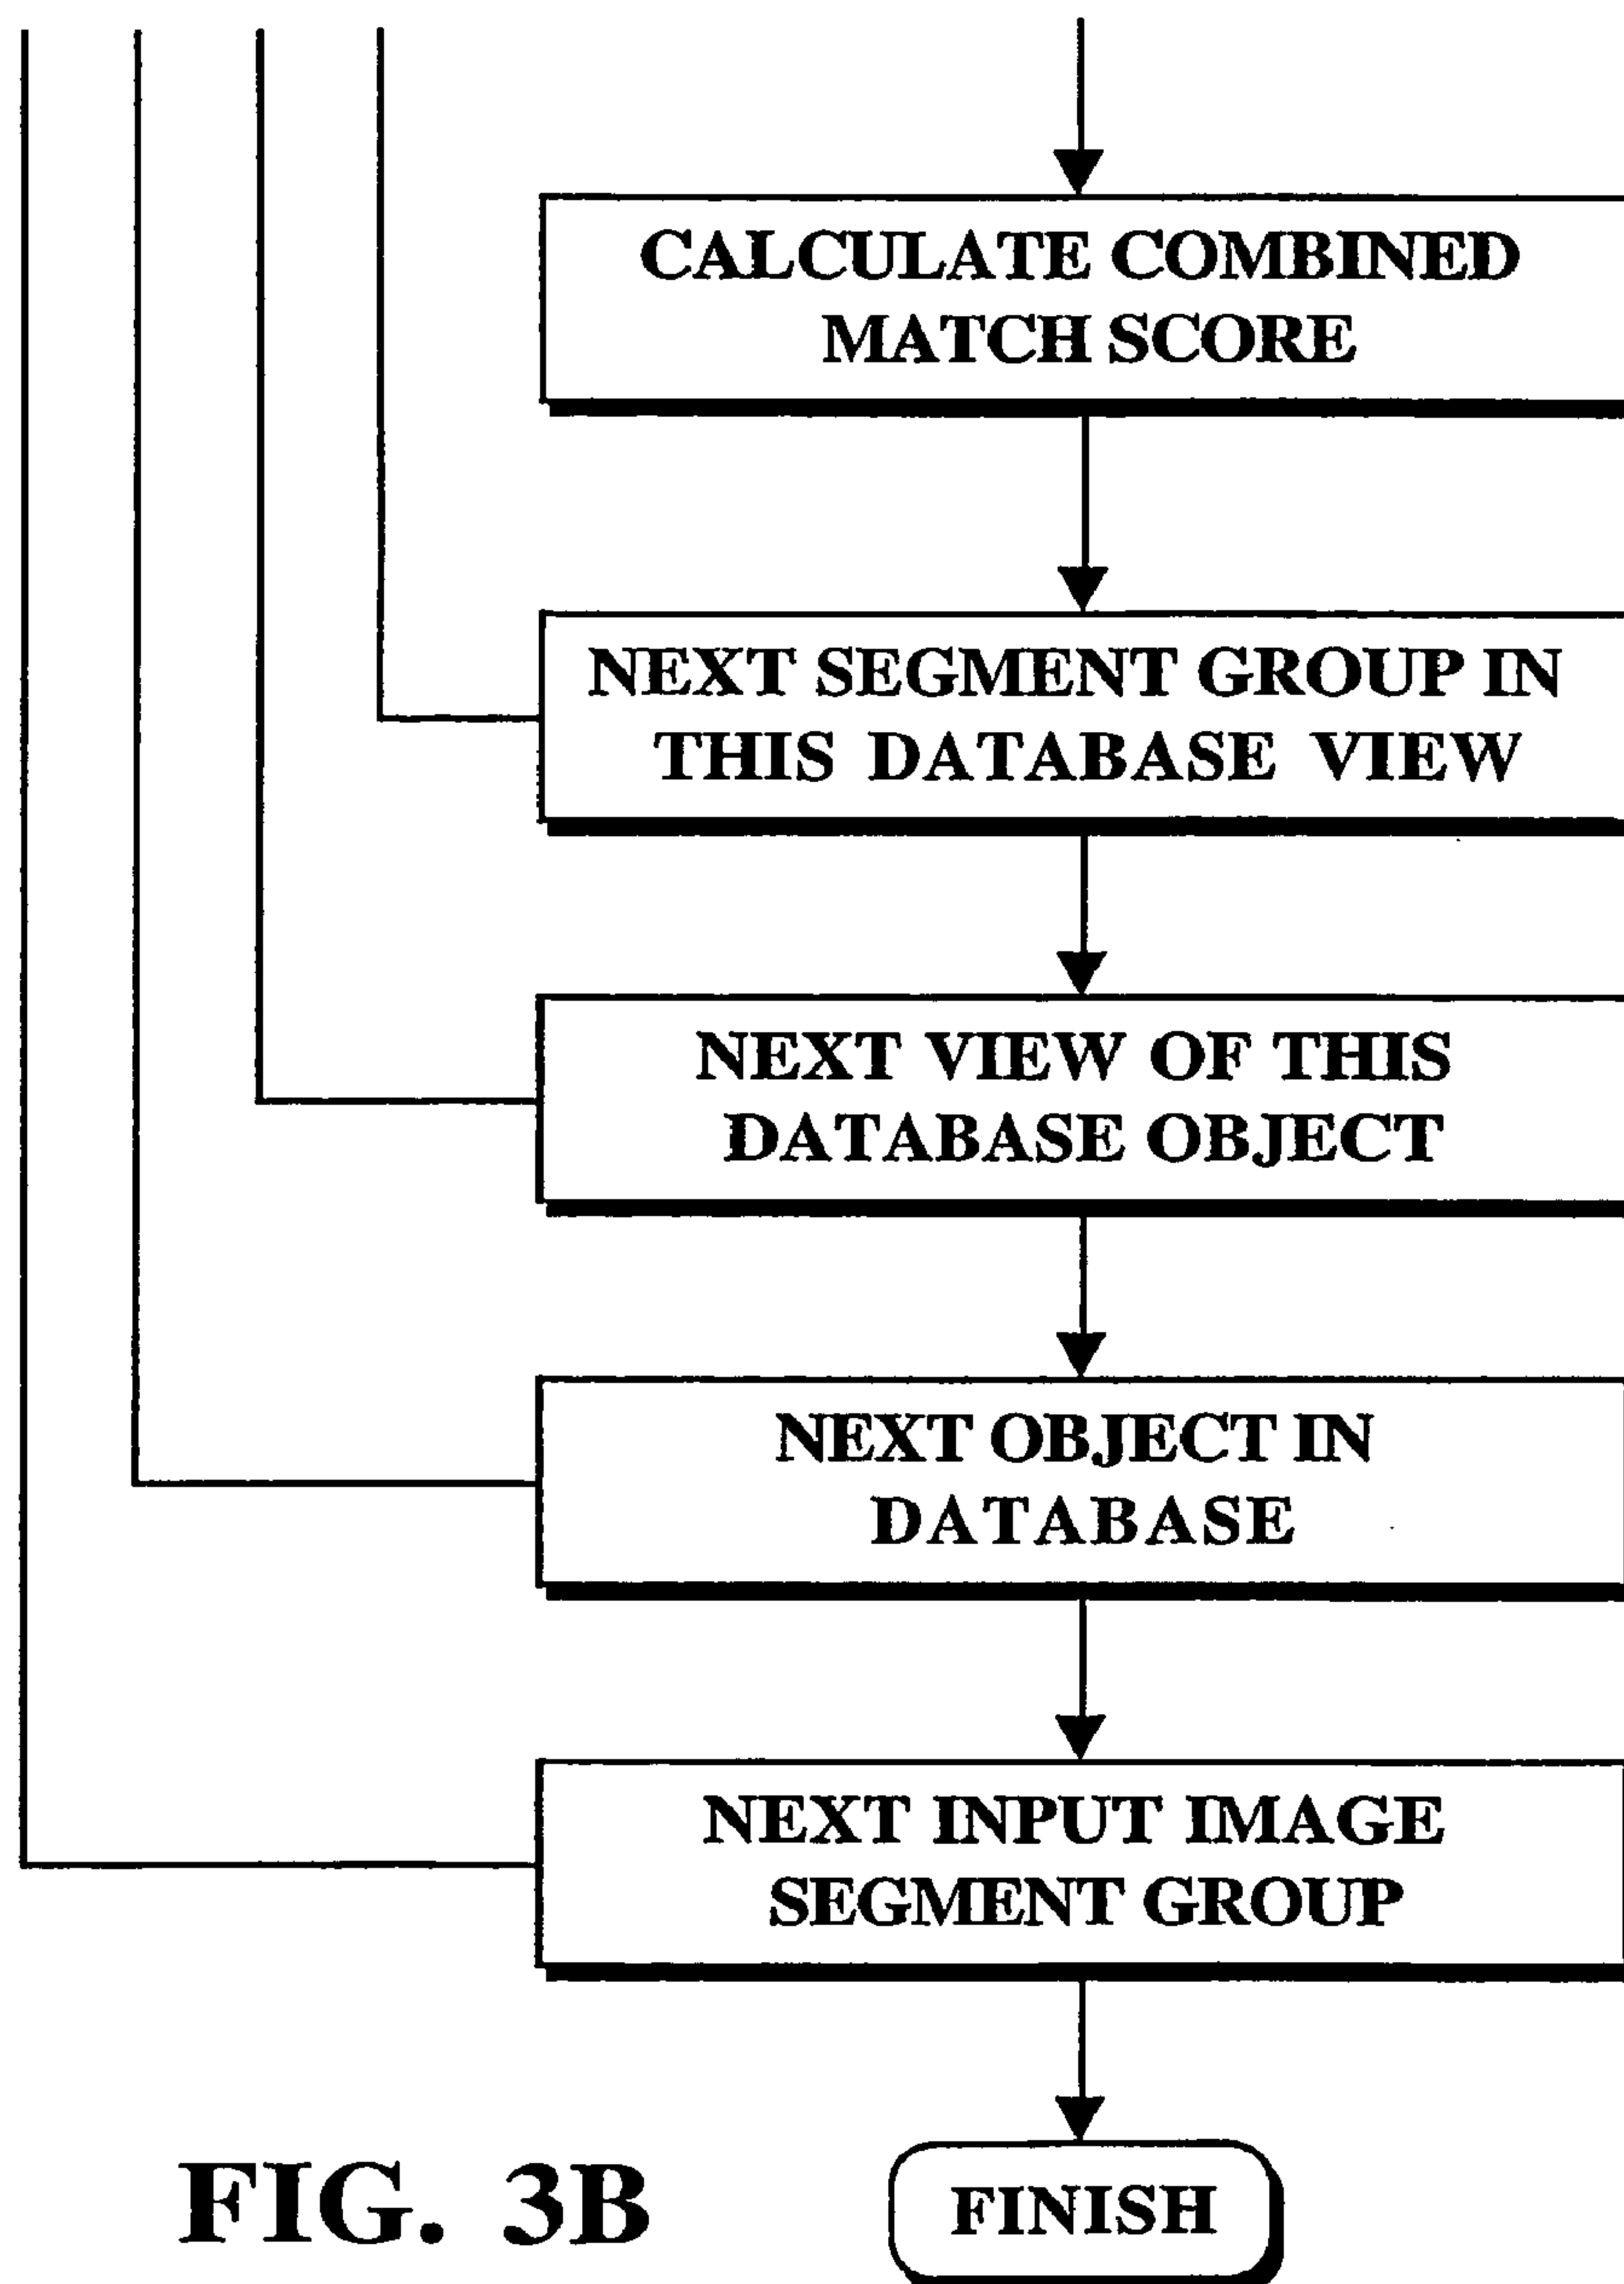 CALCULATE COMBINED
MATCH SCORE
NEXT SEGMENT GROUP IN
THIS DATABASE VIEW
NEXT VIEW OF THIS
DATABASE OBJECT
NEXT OBJECT IN
DATABASE
NEXT INPUT IMAGE
SEGMENT GROUP
FINISH
FIG. 3B